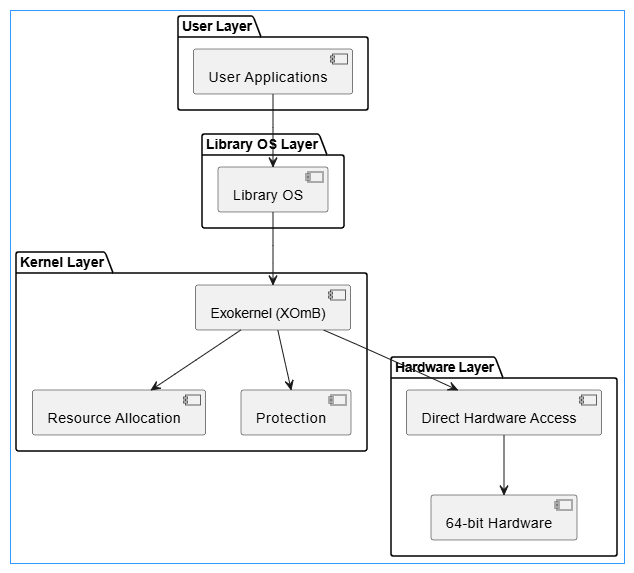 User Layer
User Applications
Library OS Layer
Library OS
Kernel Layer
Exokernel (XOmB)
Hardware Layer
Resource Allocation
Protection
Direct Hardware Access
64-bit Hardware